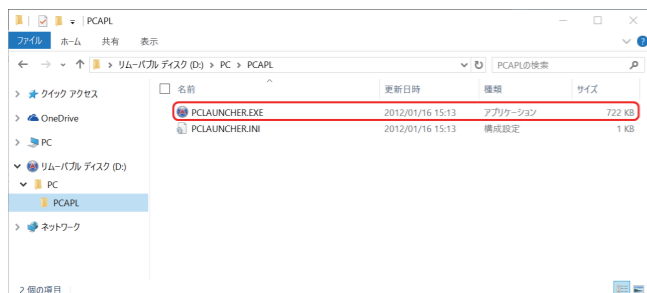 PCAPL
ファイル ホーム 共有 表示
リムーバブル ディスク (D:) > PC > PCAPL
PCAPLの検索
名前 更新日時 種類 サイズ
PCLAUNCHER.EXE 2012/01/16 15:13 アプリケーション 722 KB
PCLAUNCHER.INI 2012/01/16 15:13 構成設定 1 KB
クイック アクセス
OneDrive
PC
リムーバブル ディスク (D:)
PC
PCAPL
ネットワーク
2 個の項目